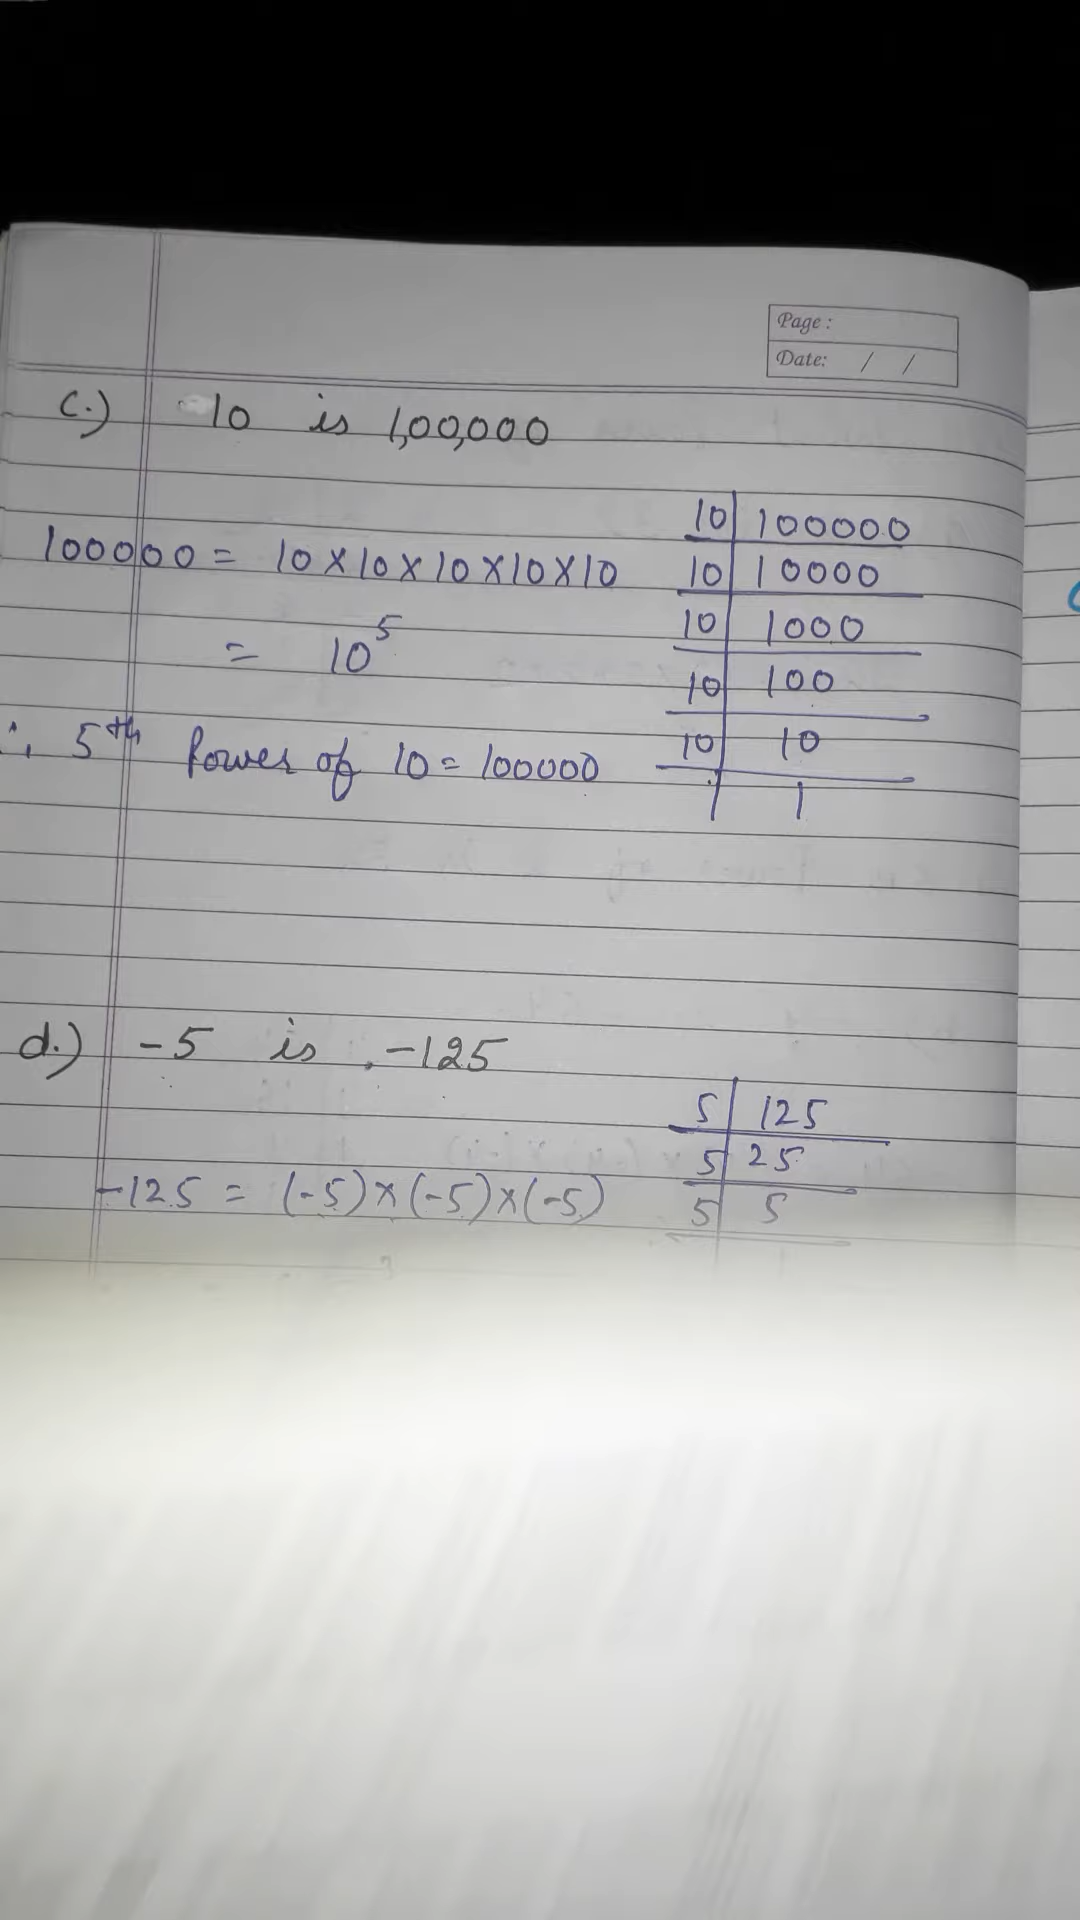 Page :
Date: / /
c.) 10 is 1,00,000
10 | 100000
100000 = 10 × 10 × 10 × 10 × 10
10 | 10000
10 | 1000
= 10⁵
10 | 100
∴ 5th Power of 10 = 100000
10 | 10
1
d.) -5 is -125
5 | 125
5 | 25
-125 = (-5) × (-5) × (-5)
5 | 5